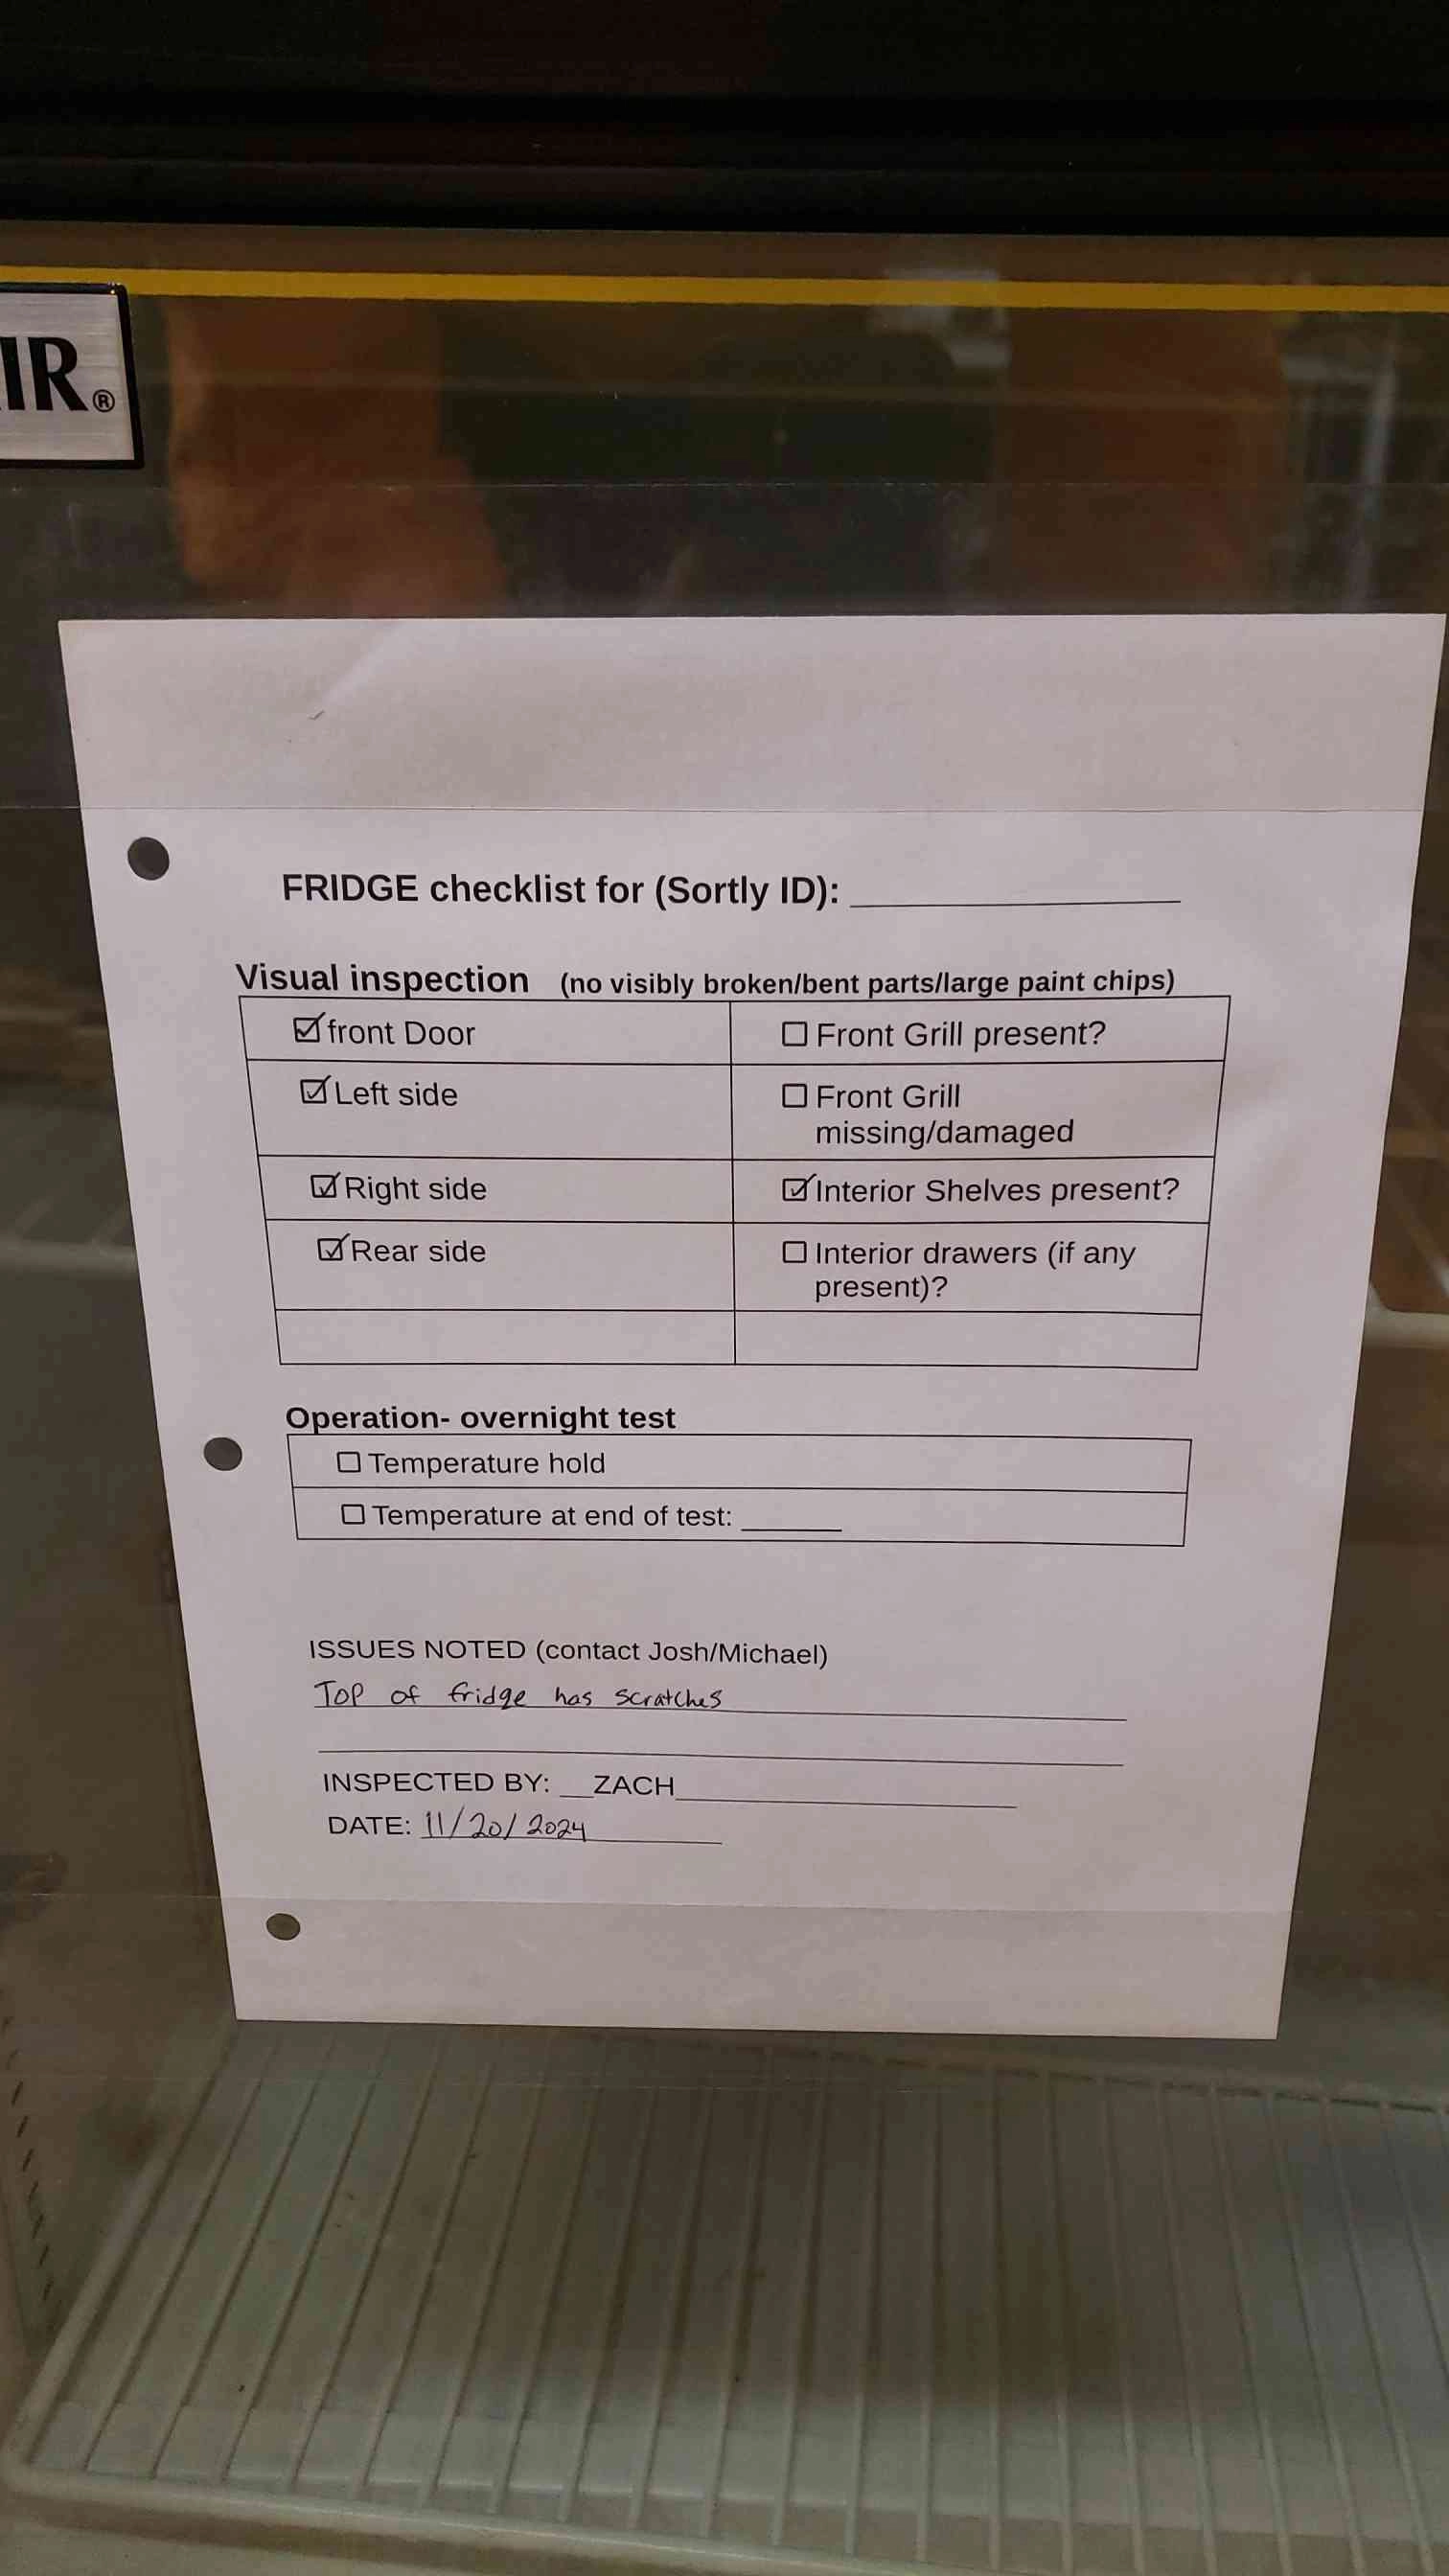 IR®
FRIDGE checklist for (Sortly ID): ____________
Visual inspection (no visibly broken/bent parts/large paint chips)
☑ front Door ☐ Front Grill present?
☑ Left side ☐ Front Grill
missing/damaged
☑ Right side ☑ Interior Shelves present?
☑ Rear side ☐ Interior drawers (if any
present)?
Operation- overnight test
☐ Temperature hold
☐ Temperature at end of test: ______
ISSUES NOTED (contact Josh/Michael)
Top of fridge has scratches
INSPECTED BY: __ZACH____________
DATE: 11/20/2024